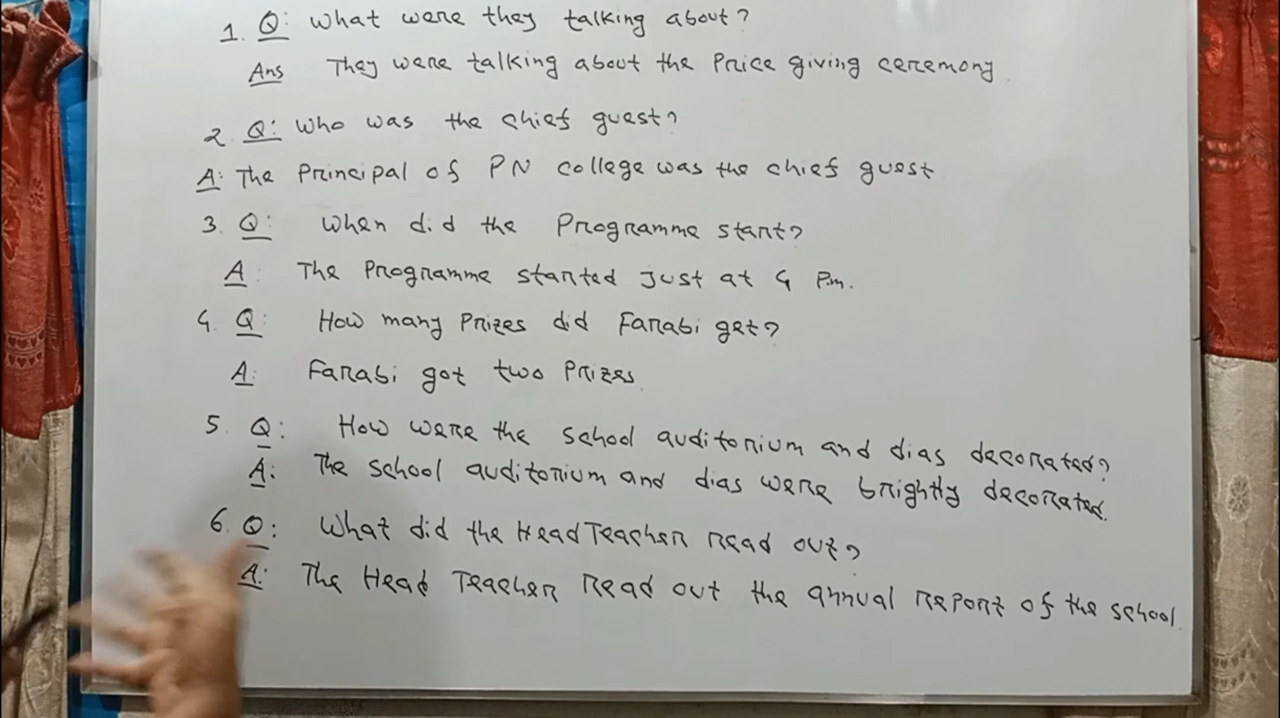 1. Q: What were they talking about?
Ans They were talking about the Price giving ceremony
2. Q: Who was the chief guest?
A: The Principal of PN college was the chief guest
3. Q: When did the Programme start?
A: The Programme started just at 4 P.m.
4. Q: How many Prizes did Farabi get?
A: Farabi got two Prizes.
5. Q: How were the school auditorium and dias decorated?
A: The school auditorium and dias were brightly decorated.
6. Q: What did the Head Teacher read out?
A: The Head Teacher Read out the annual report of the school.